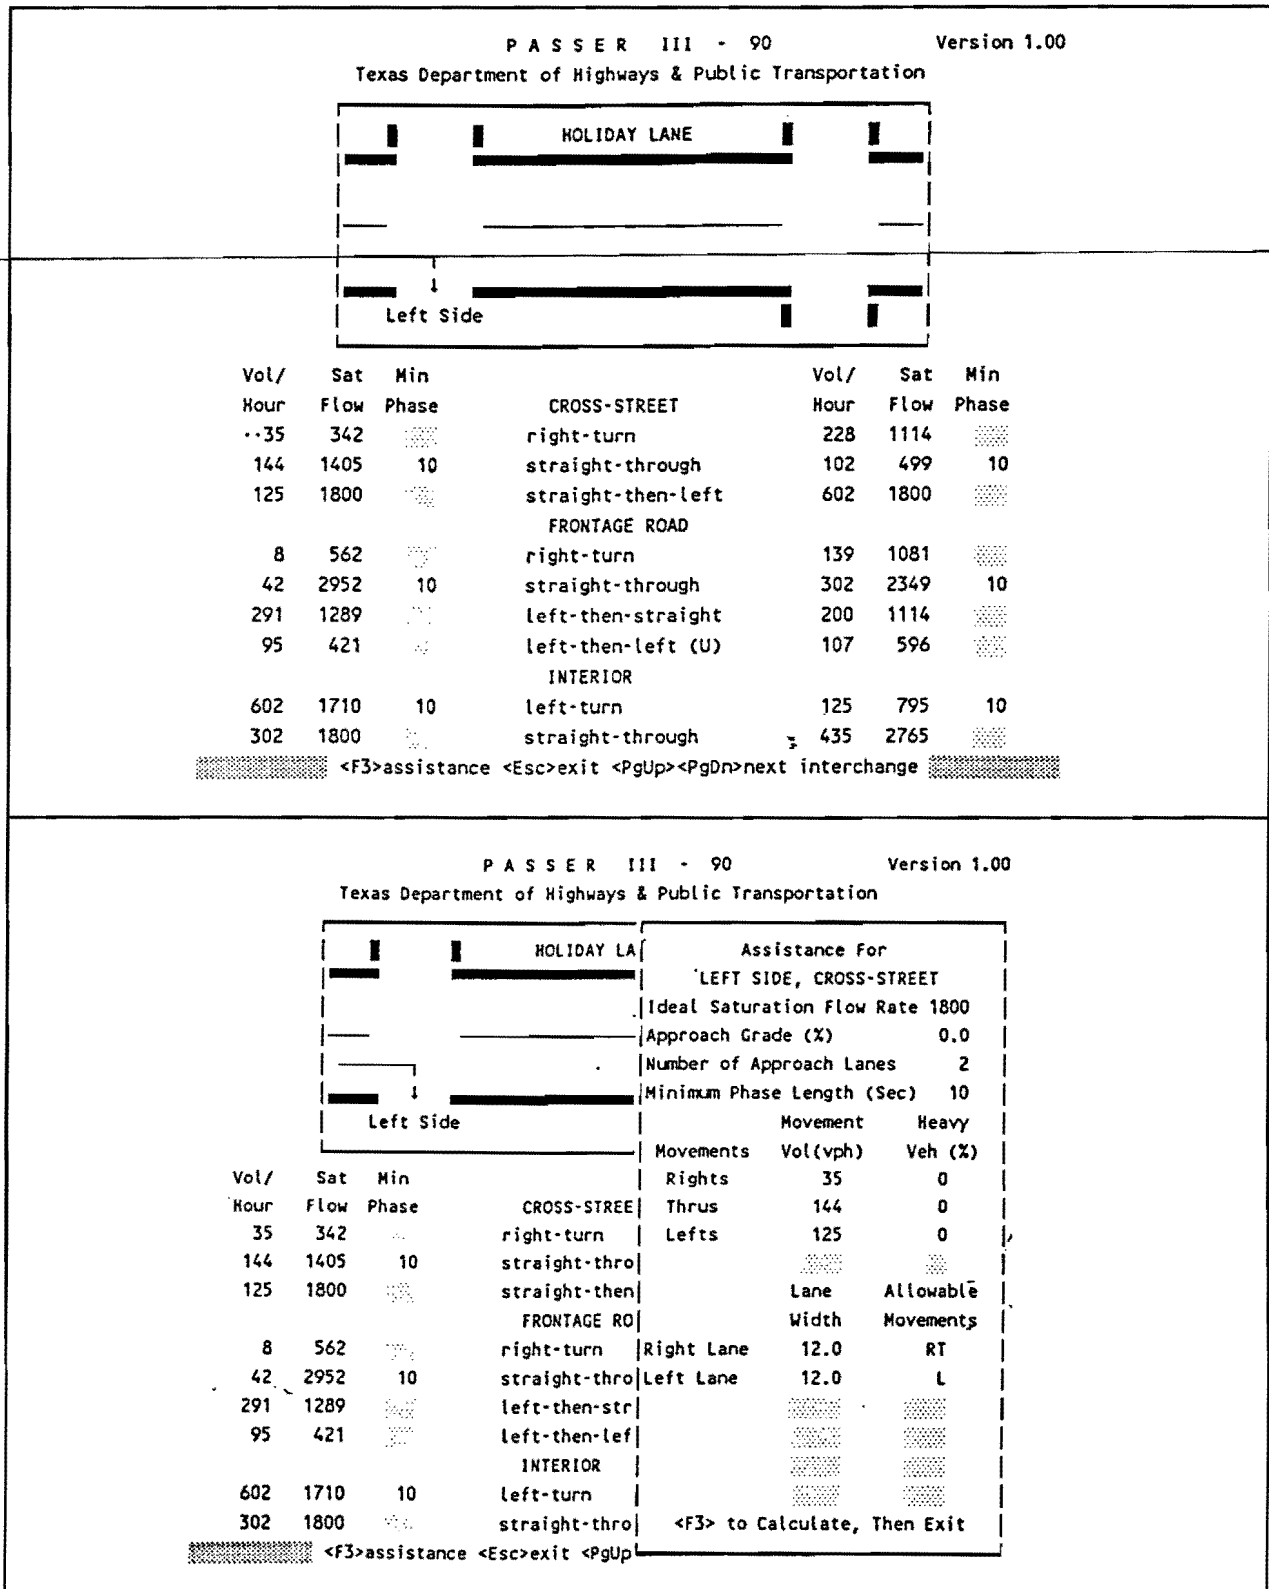 P A S S E R III - 90 Version 1.00
Texas Department of Highways & Public Transportation
HOLIDAY LANE
Left Side
Vol/ Sat Min Vol/ Sat Min
Hour Flow Phase CROSS-STREET Hour Flow Phase
··35 342 right-turn 228 1114
144 1405 10 straight-through 102 499 10
125 1800 straight-then-left 602 1800
FRONTAGE ROAD
8 562 right-turn 139 1081
42 2952 10 straight-through 302 2349 10
291 1289 left-then-straight 200 1114
95 421 left-then-left (U) 107 596
INTERIOR
602 1710 10 left-turn 125 795 10
302 1800 straight-through 435 2765
<F3>assistance <Esc>exit <PgUp><PgDn>next interchange
P A S S E R III - 90 Version 1.00
Texas Department of Highways & Public Transportation
HOLIDAY LA
Left Side
Assistance For
LEFT SIDE, CROSS-STREET
Ideal Saturation Flow Rate 1800
Approach Grade (%) 0.0
Number of Approach Lanes 2
Minimum Phase Length (Sec) 10
Movement Heavy
Movements Vol(vph) Veh (%)
Rights 35 0
Thrus 144 0
Lefts 125 0
Lane Allowable
Width Movements
Right Lane 12.0 RT
Left Lane 12.0 L
<F3> to Calculate, Then Exit
Vol/ Sat Min
Hour Flow Phase CROSS-STREE
35 342 right-turn
144 1405 10 straight-thro
125 1800 straight-then
FRONTAGE RO
8 562 right-turn
42 2952 10 straight-thro
291 1289 left-then-str
95 421 left-then-lef
INTERIOR
602 1710 10 left-turn
302 1800 straight-thro
<F3>assistance <Esc>exit <PgUp